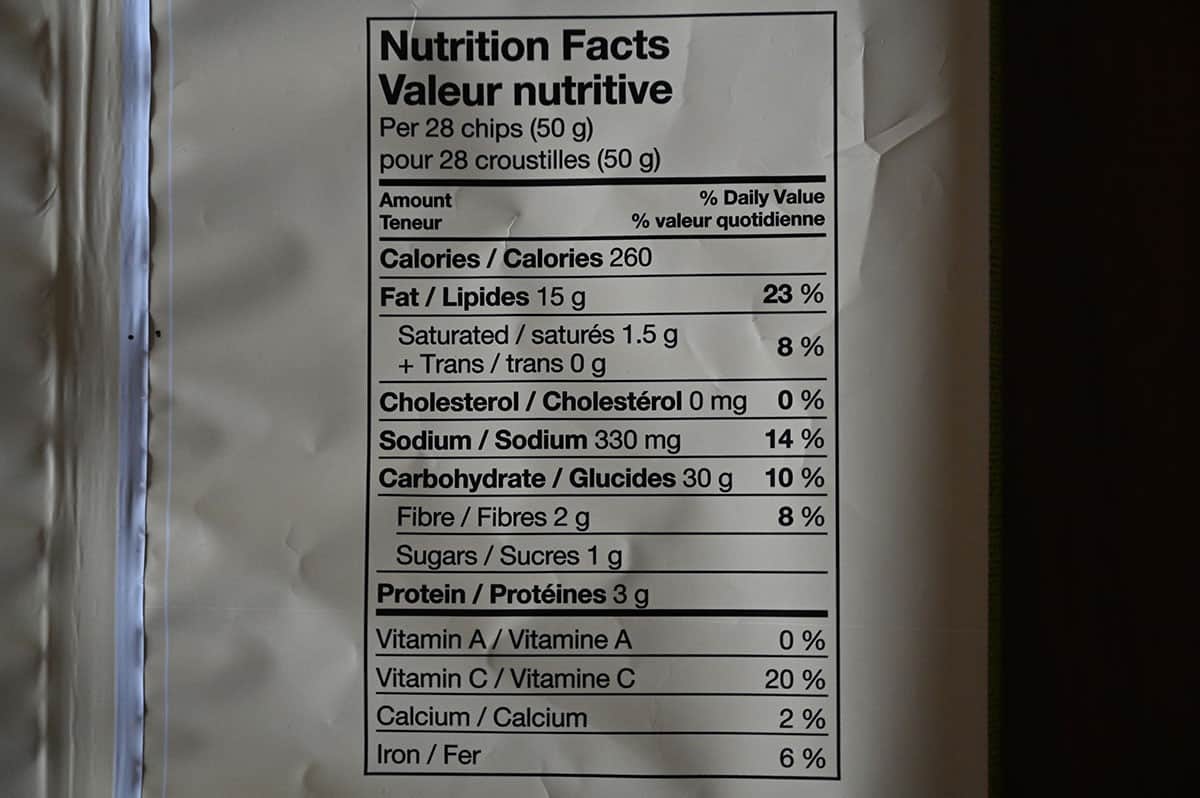 Nutrition Facts
Valeur nutritive
Per 28 chips (50 g)
pour 28 croustilles (50 g)
Amount % Daily Value
Teneur % valeur quotidienne
Calories / Calories 260
Fat / Lipides 15 g 23 %
Saturated / saturés 1.5 g
+ Trans / trans 0 g 8 %
Cholesterol / Cholestérol 0 mg 0 %
Sodium / Sodium 330 mg 14 %
Carbohydrate / Glucides 30 g 10 %
Fibre / Fibres 2 g 8 %
Sugars / Sucres 1 g
Protein / Protéines 3 g
Vitamin A / Vitamine A 0 %
Vitamin C / Vitamine C 20 %
Calcium / Calcium 2 %
Iron / Fer 6 %